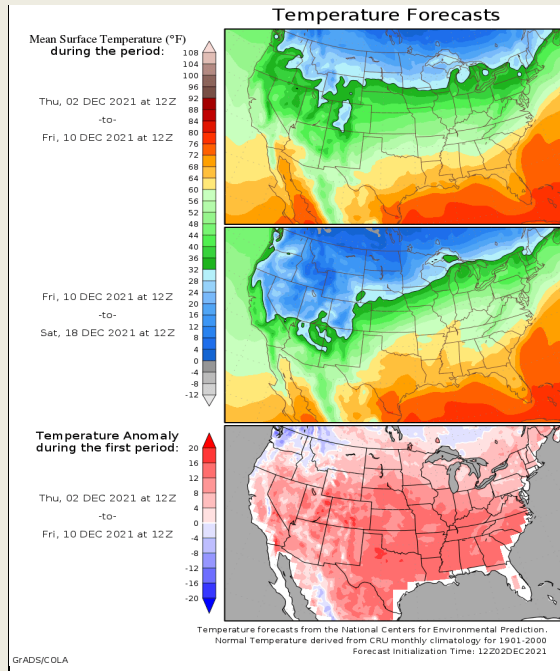 Temperature Forecasts
Mean Surface Temperature (°F)
during the period:
108
104
100
96
92
88
84
80
76
72
68
64
60
56
52
48
44
40
36
32
28
24
20
16
12
8
4
0
-4
-8
-12
Thu, 02 DEC 2021 at 12Z
-to-
Fri, 10 DEC 2021 at 12Z
Fri, 10 DEC 2021 at 12Z
-to-
Sat, 18 DEC 2021 at 12Z
Temperature Anomaly
during the first period:
20
16
12
8
4
0
-4
-8
-12
-16
-20
Thu, 02 DEC 2021 at 12Z
-to-
Fri, 10 DEC 2021 at 12Z
Temperature forecasts from the National Centers for Environmental Prediction.
Normal Temperature derived from CRU monthly climatology for 1901-2000
Forecast Initialization Time: 12Z02DEC2021
GrADS/COLA